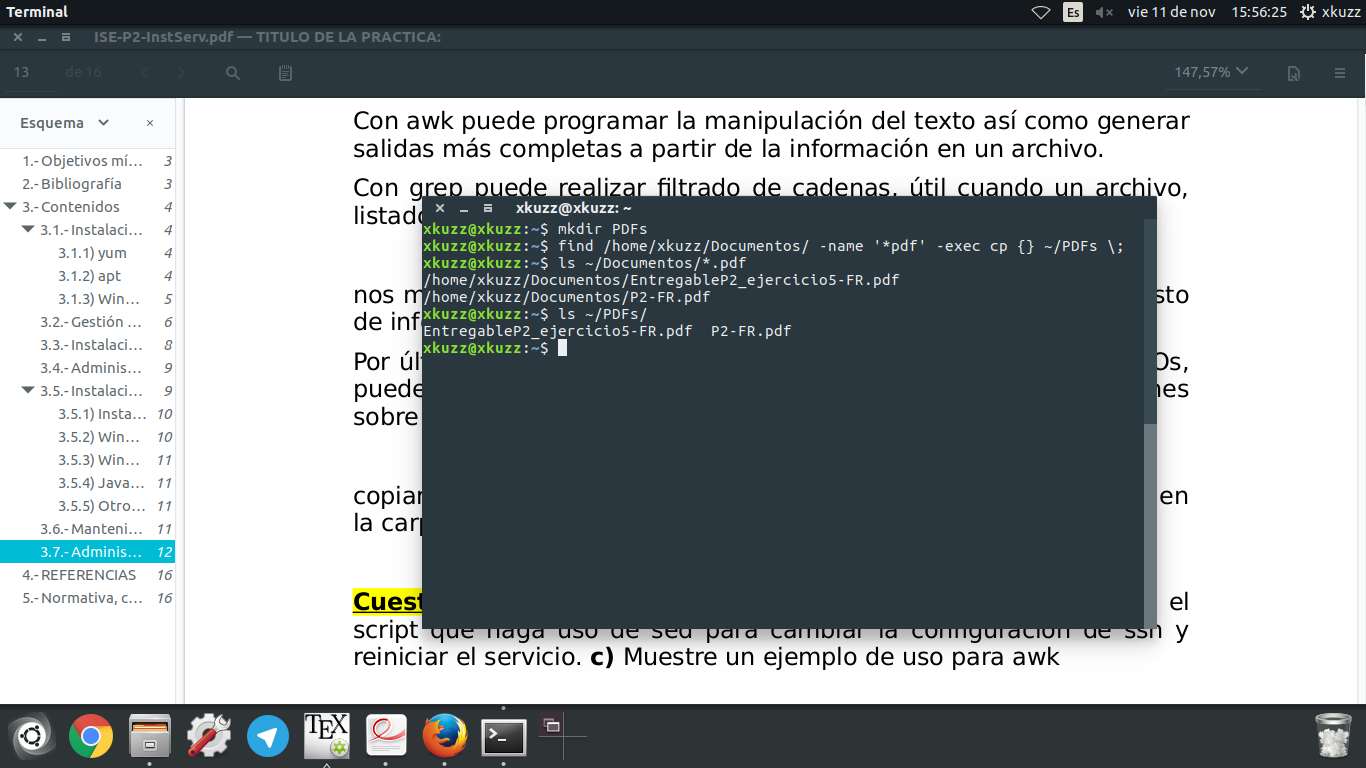 Terminal
Es
vie 11 de nov
15:56:25
xkuzz
ISE-P2-InstServ.pdf — TITULO DE LA PRACTICA:
13
de 16
147,57%
Esquema
1.- Objetivos mí... 3
2.- Bibliografía 3
3.- Contenidos 4
3.1.- Instalaci... 4
3.1.1) yum 4
3.1.2) apt 4
3.1.3) Win... 5
3.2.- Gestión ... 6
3.3.- Instalaci... 8
3.4.- Adminis... 9
3.5.- Instalaci... 9
3.5.1) Insta... 10
3.5.2) Win... 10
3.5.3) Win... 11
3.5.4) Java... 11
3.5.5) Otro... 11
3.6.- Manteni... 11
3.7.- Adminis... 12
4.- REFERENCIAS 16
5.- Normativa, c... 16
Con awk puede programar la manipulación del texto así como generar
salidas más completas a partir de la información en un archivo.
Con grep puede realizar filtrado de cadenas, útil cuando un archivo,
listado
nos m
sto
de inf
Por úl
Os,
puede
nes
sobre
copiar
en
la carp
Cuest
el
script que haga uso de sed para cambiar la configuración de ssh y
reiniciar el servicio. c) Muestre un ejemplo de uso para awk
xkuzz@xkuzz: ~
xkuzz@xkuzz:~$ mkdir PDFs
xkuzz@xkuzz:~$ find /home/xkuzz/Documentos/ -name '*pdf' -exec cp {} ~/PDFs \;
xkuzz@xkuzz:~$ ls ~/Documentos/*.pdf
/home/xkuzz/Documentos/EntregableP2_ejercicio5-FR.pdf
/home/xkuzz/Documentos/P2-FR.pdf
xkuzz@xkuzz:~$ ls ~/PDFs/
EntregableP2_ejercicio5-FR.pdf  P2-FR.pdf
xkuzz@xkuzz:~$
TEX